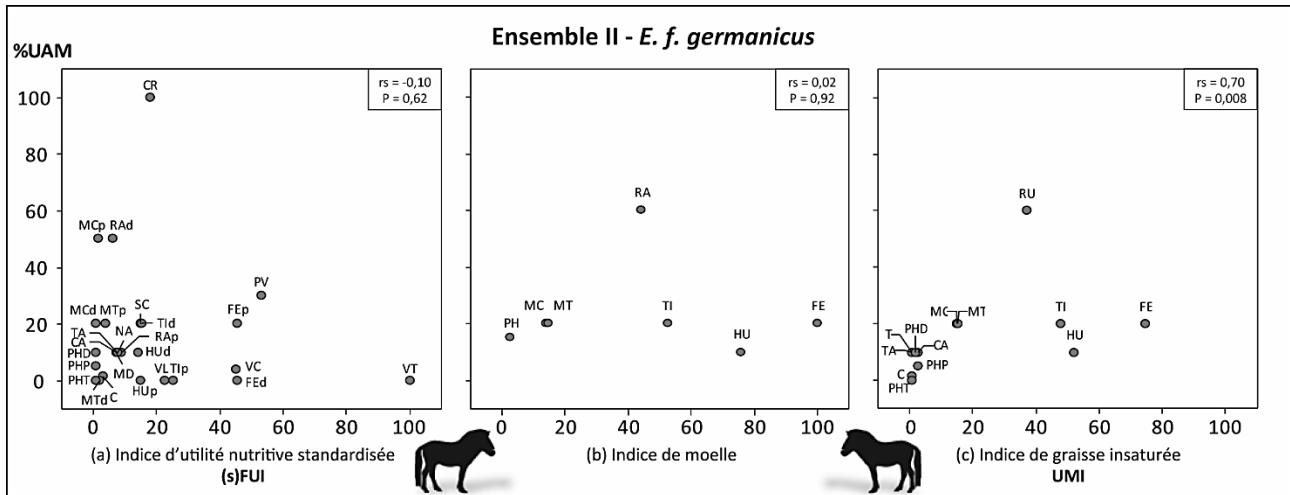 Ensemble II - E. f. germanicus
%UAM
rs = -0,10
P = 0,62
CR
MCp RAd
PV
MCd MTp SC FEp
TId
TA NA
CA RAp
PHD HUd
MD
PHP VC
PHT VL TIp
HUp FEd VT
MTd C
100
80
60
40
20
0
0 20 40 60 80 100
(a) Indice d'utilité nutritive standardisée
(s)FUI
rs = 0,02
P = 0,92
RA
MC MT TI FE
PH
HU
0 20 40 60 80 100
(b) Indice de moelle
rs = 0,70
P = 0,008
RU
MC MT TI FE
PHD
T HU
TA CA
PHP
C
PHT
0 20 40 60 80 100
(c) Indice de graisse insaturée
UMI